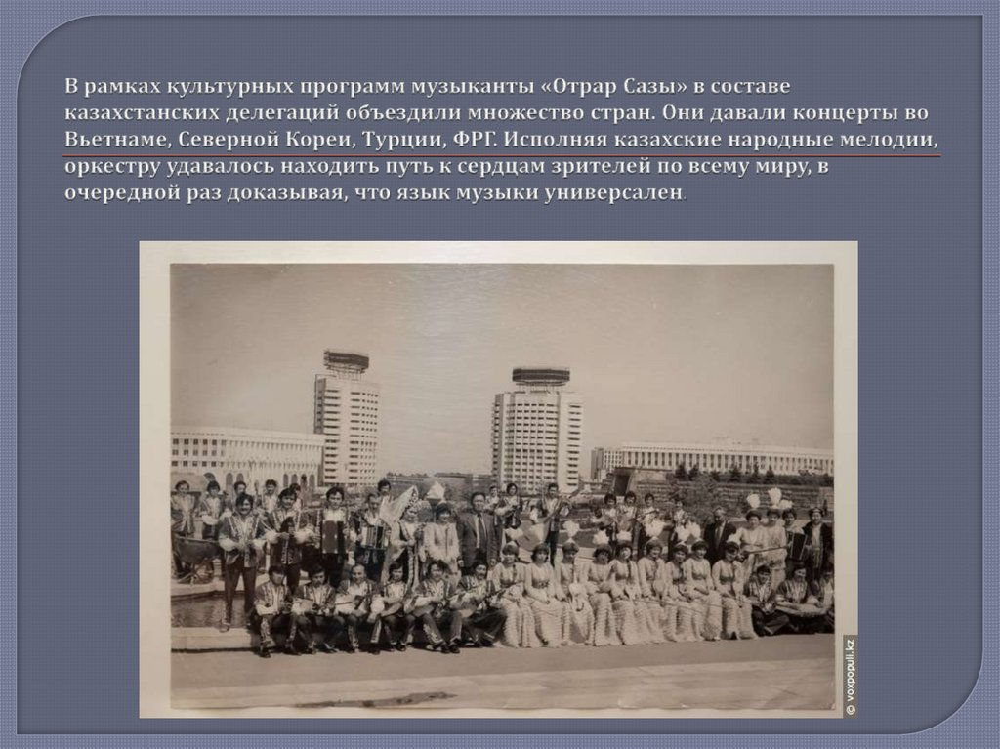 В рамках культурных программ музыканты «Отрар Сазы» в составе
казахстанских делегаций объездили множество стран. Они давали концерты во
Вьетнаме, Северной Кореи, Турции, ФРГ. Исполняя казахские народные мелодии,
оркестру удавалось находить путь к сердцам зрителей по всему миру, в
очередной раз доказывая, что язык музыки универсален.
© voxpopuli.kz